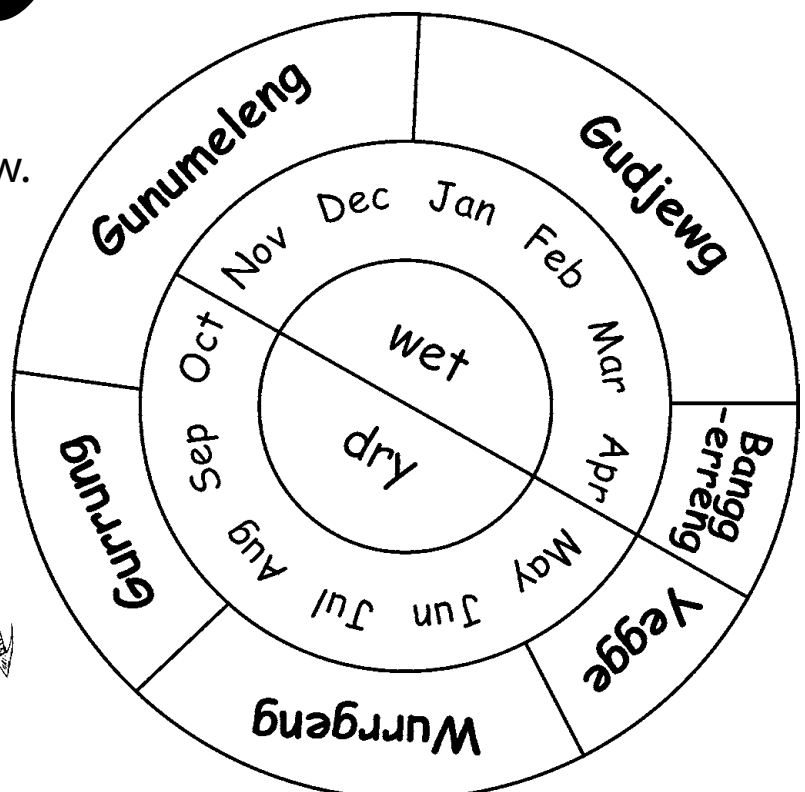 w.
Gunumeleng
Gudjewg
Bangg
-erreng
Yegge
Wurrgeng
Gurrung
Jan
Feb
Mar
Apr
May
Jun
Jul
Aug
Sep
Oct
Nov
Dec
wet
dry